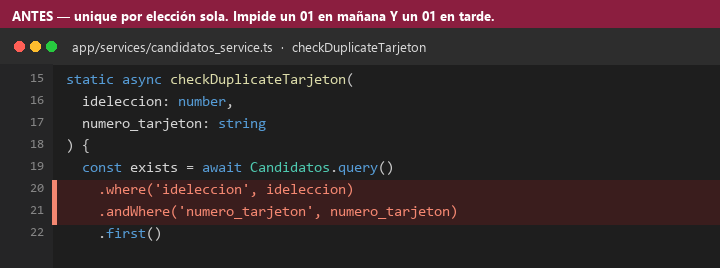 ANTES — unique por elección sola. Impide un 01 en mañana Y un 01 en tarde.
app/services/candidatos_service.ts · checkDuplicateTarjeton
15 static async checkDuplicateTarjeton(
16 ideleccion: number,
17 numero_tarjeton: string
18 ) {
19 const exists = await Candidatos.query()
20 .where('ideleccion', ideleccion)
21 .andWhere('numero_tarjeton', numero_tarjeton)
22 .first()